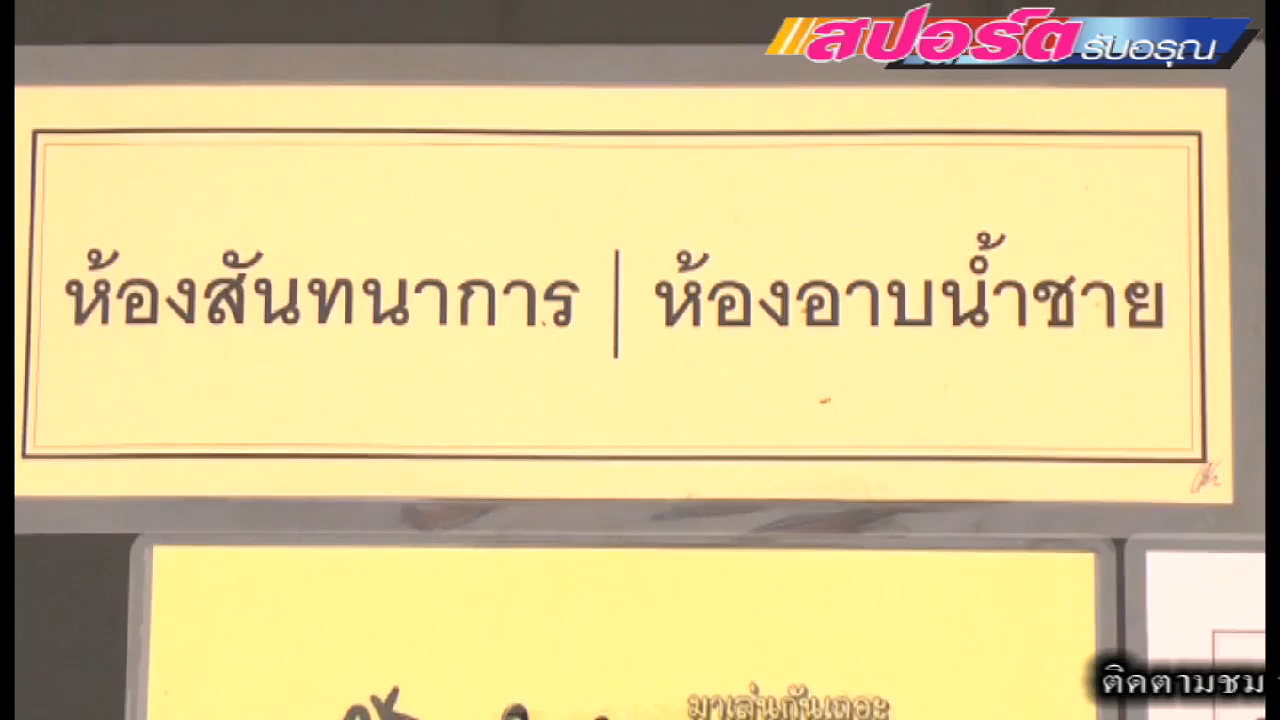 สปอร์ต รับอรุณ
ห้องสันทนาการ | ห้องอาบน้ำชาย
ติดตามชม
มาเล่นกันเถอะ